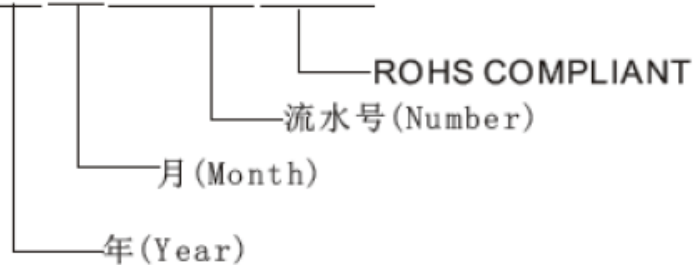 ROHS COMPLIANT
流水号(Number)
月(Month)
年(Year)